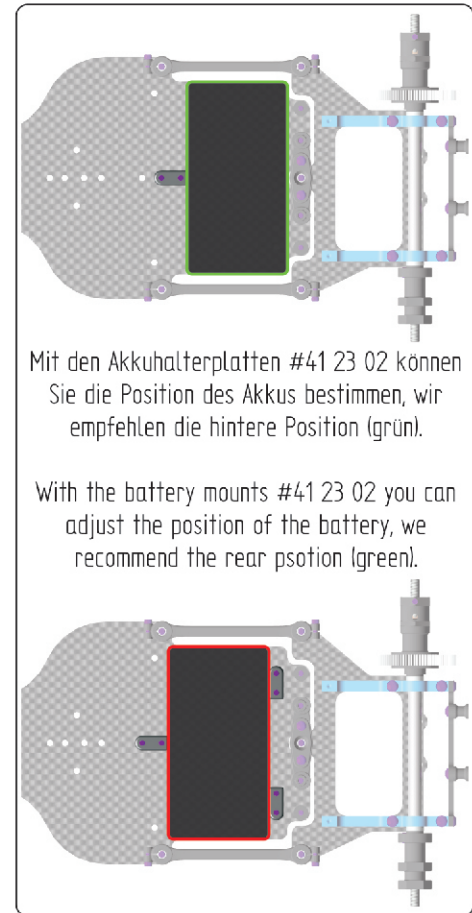 Mit den Akkuhalterplatten #41 23 02 können
Sie die Position des Akkus bestimmen, wir
empfehlen die hintere Position (grün).
With the battery mounts #41 23 02 you can
adjust the position of the battery, we
recommend the rear psotion (green).